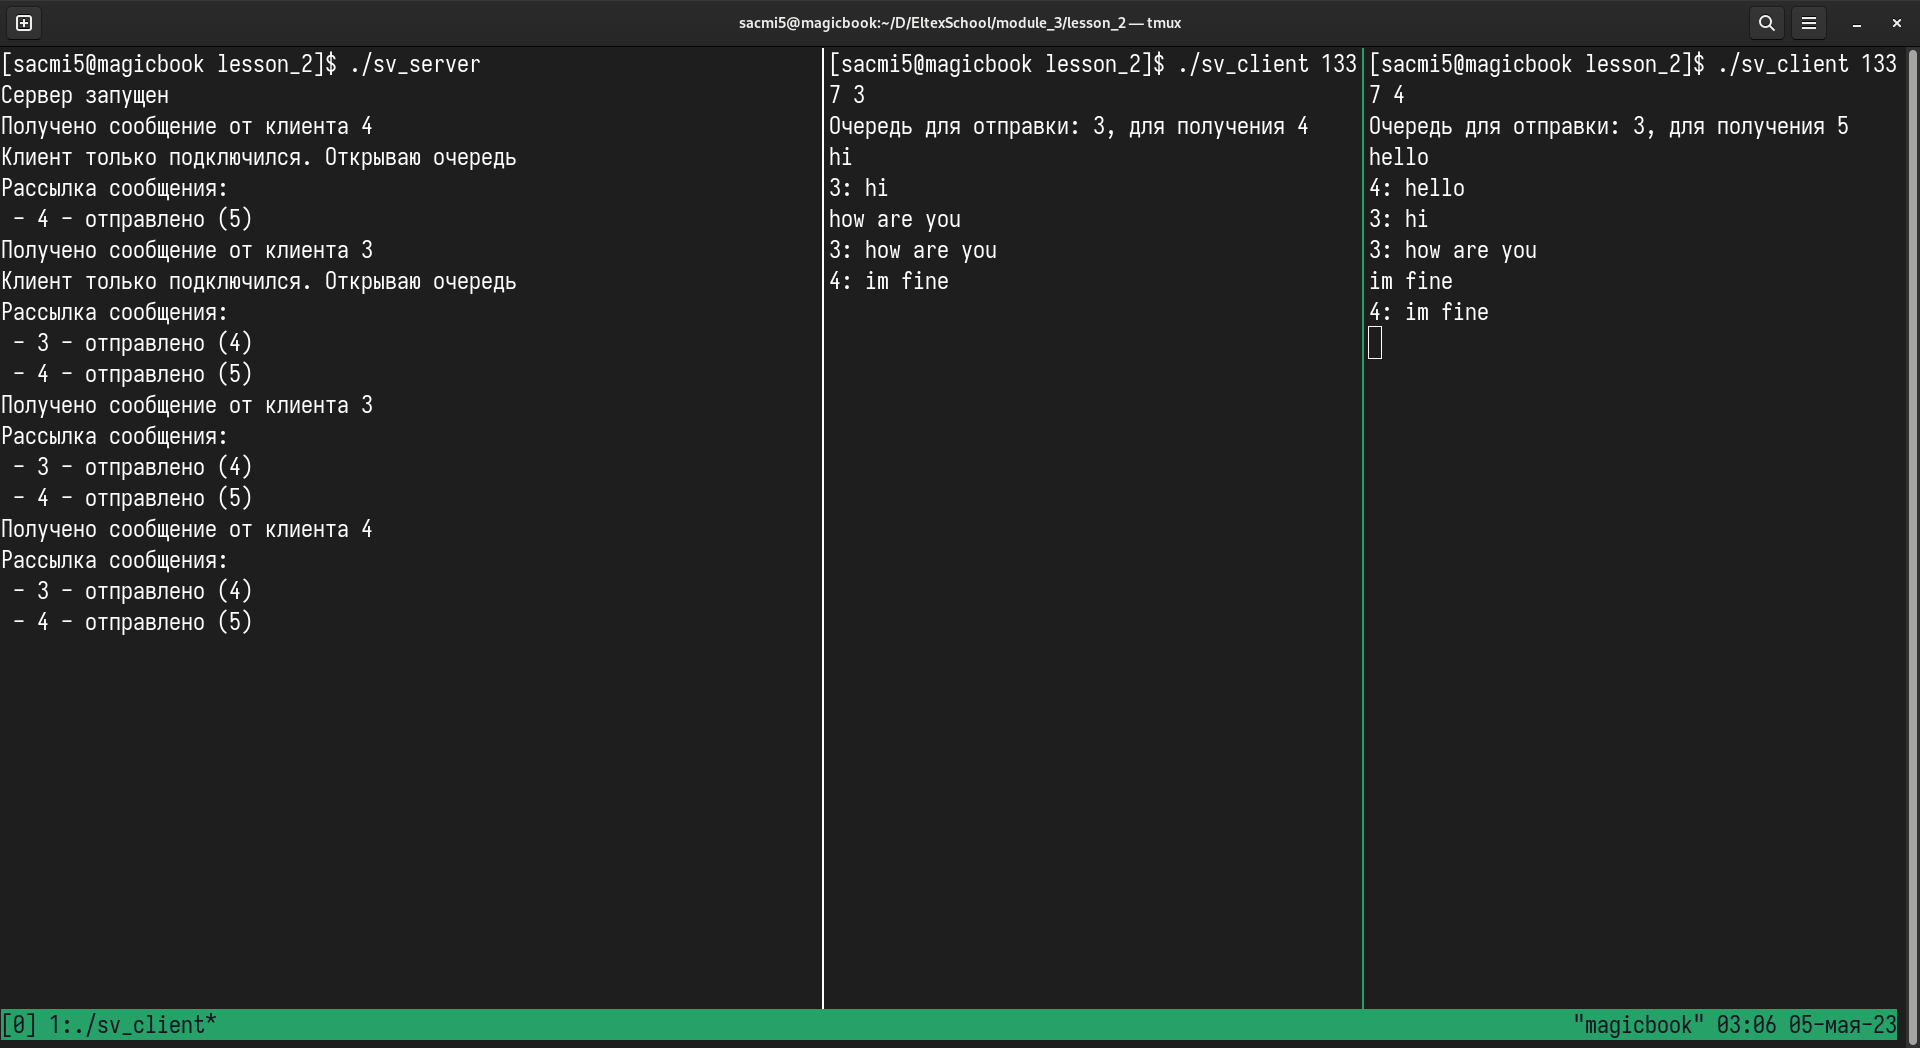 sacmi5@magicbook:~/D/EltexSchool/module_3/lesson_2 — tmux
[sacmi5@magicbook lesson_2]$ ./sv_server
Сервер запущен
Получено сообщение от клиента 4
Клиент только подключился. Открываю очередь
Рассылка сообщения:
 - 4 - отправлено (5)
Получено сообщение от клиента 3
Клиент только подключился. Открываю очередь
Рассылка сообщения:
 - 3 - отправлено (4)
 - 4 - отправлено (5)
Получено сообщение от клиента 3
Рассылка сообщения:
 - 3 - отправлено (4)
 - 4 - отправлено (5)
Получено сообщение от клиента 4
Рассылка сообщения:
 - 3 - отправлено (4)
 - 4 - отправлено (5)
[sacmi5@magicbook lesson_2]$ ./sv_client 133
7 3
Очередь для отправки: 3, для получения 4
hi
3: hi
how are you
3: how are you
4: im fine
[sacmi5@magicbook lesson_2]$ ./sv_client 133
7 4
Очередь для отправки: 3, для получения 5
hello
4: hello
3: hi
3: how are you
im fine
4: im fine
[0] 1:./sv_client*
"magicbook" 03:06 05-мая-23